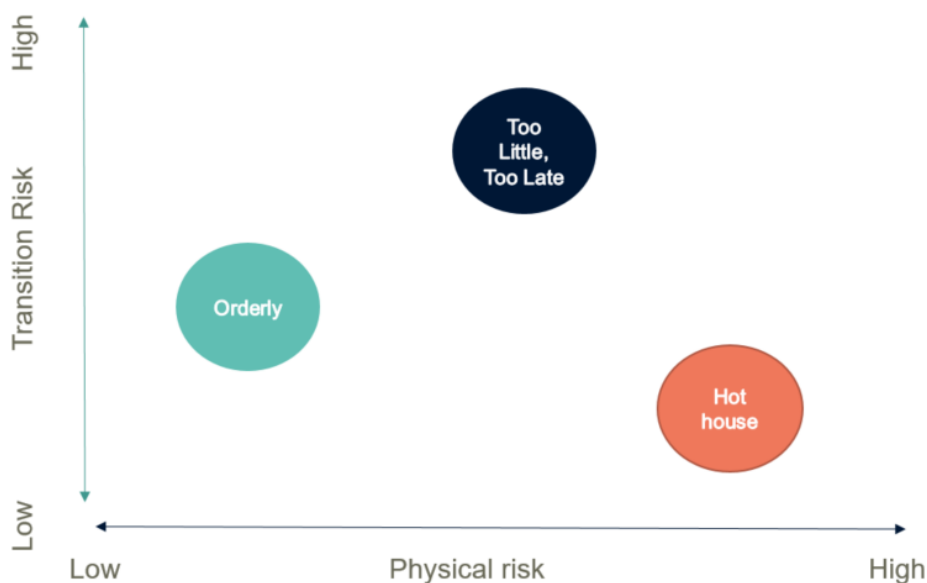 High
Too
Little,
Too Late
Transition Risk
Orderly
Hot
house
Low
Low
Physical risk
High